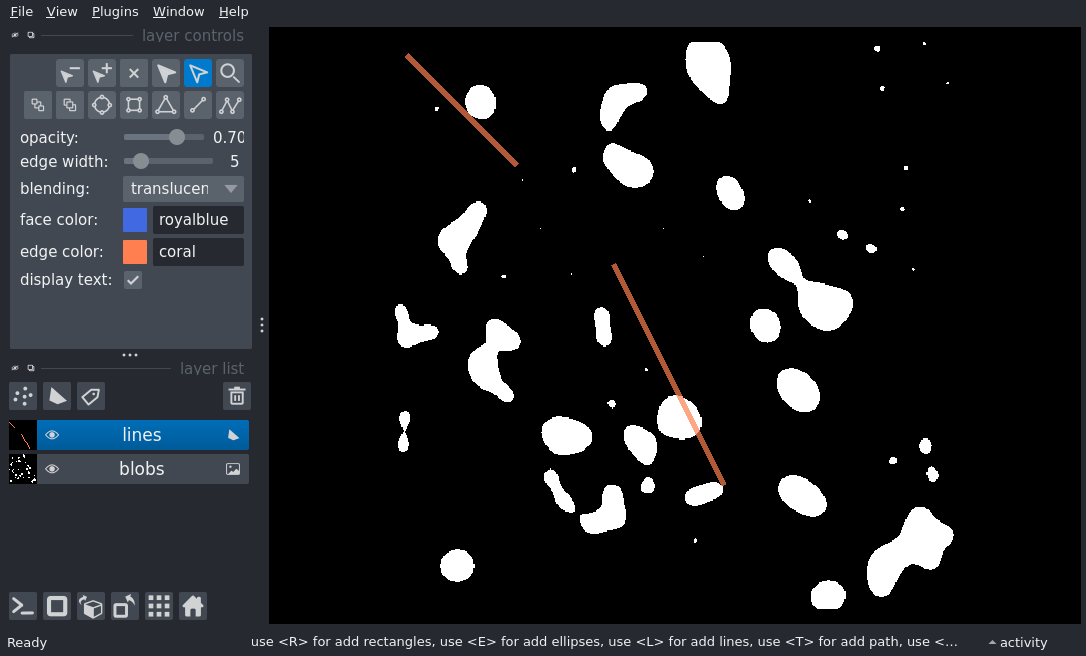 File View Plugins Window Help
layer controls
opacity: 0.70
edge width: 5
blending: translucen
face color: royalblue
edge color: coral
display text:
layer list
lines
blobs
Ready use <R> for add rectangles, use <E> for add ellipses, use <L> for add lines, use <T> for add path, use <... activity